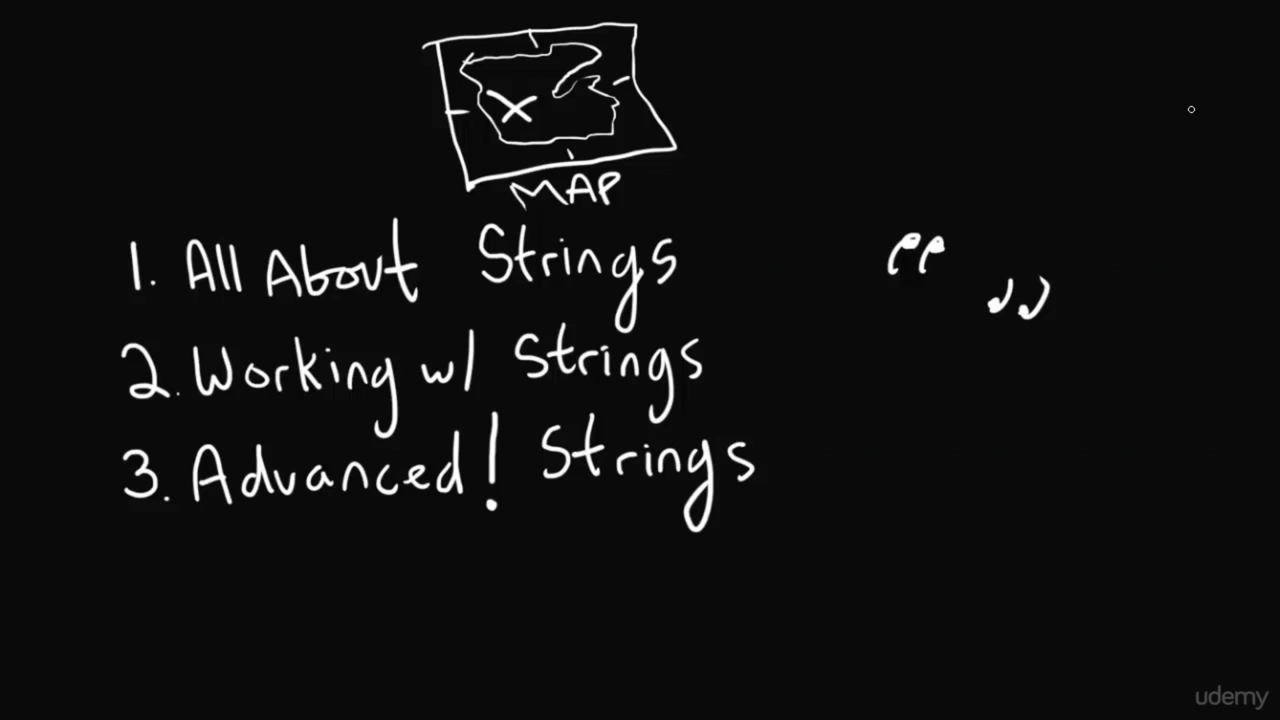 MAP
1. All About Strings
“ ”
2. Working w/ Strings
3. Advanced! Strings
udemy